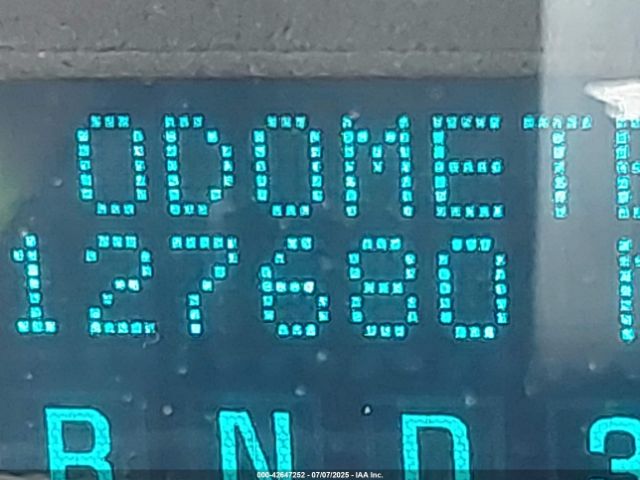 ODOMET
127680
R N D 3
000-42647252 - 07/07/2025 - IAA Inc.